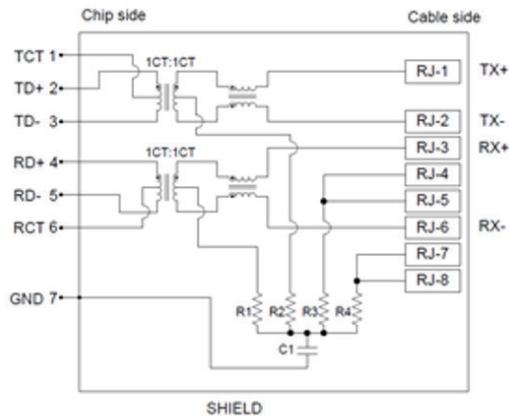 Chip side
Cable side
TCT 1
1CT:1CT
RJ-1 TX+
TD+ 2
TD- 3
RJ-2 TX-
1CT:1CT
RJ-3 RX+
RD+ 4
RJ-4
RD- 5
RJ-5
RCT 6
RJ-6 RX-
RJ-7
RJ-8
GND 7
R1 R2 R3 R4
C1
SHIELD